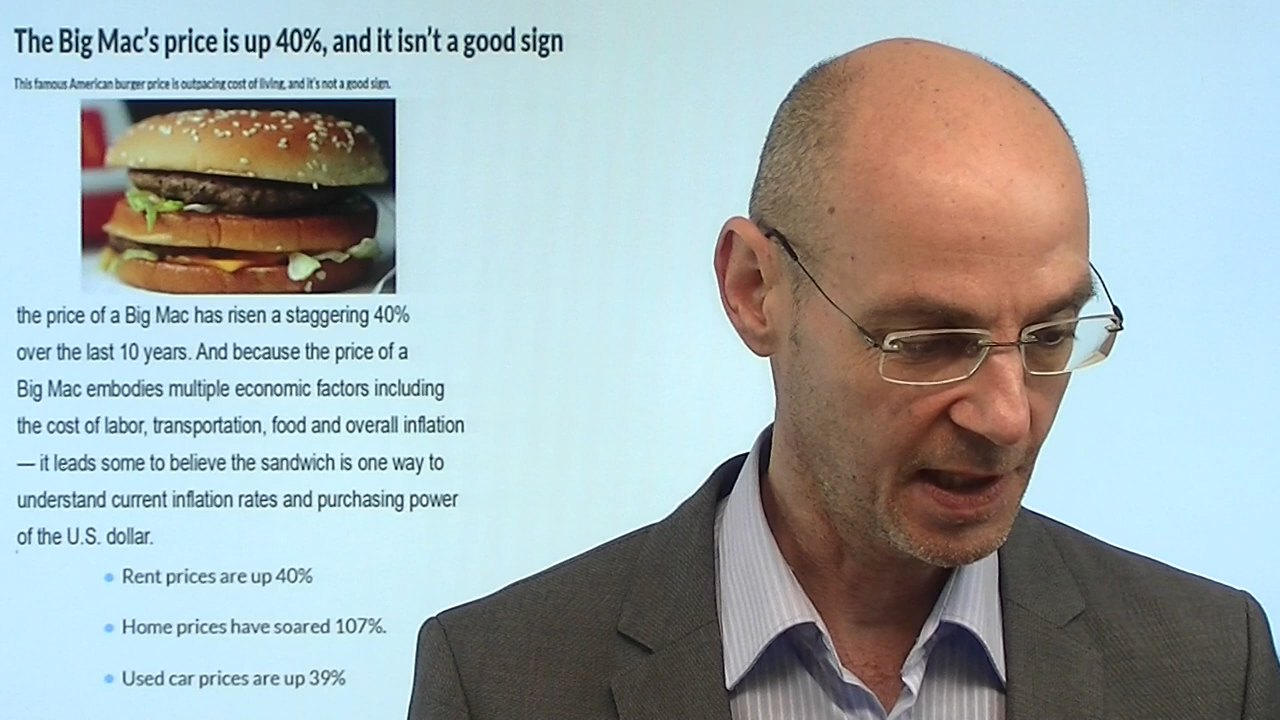 The Big Mac's price is up 40%, and it isn't a good sign
This famous American burger price is outpacing cost of living, and it's not a good sign.
the price of a Big Mac has risen a staggering 40%
over the last 10 years. And because the price of a
Big Mac embodies multiple economic factors including
the cost of labor, transportation, food and overall inflation
— it leads some to believe the sandwich is one way to
understand current inflation rates and purchasing power
of the U.S. dollar.
Rent prices are up 40%
Home prices have soared 107%.
Used car prices are up 39%